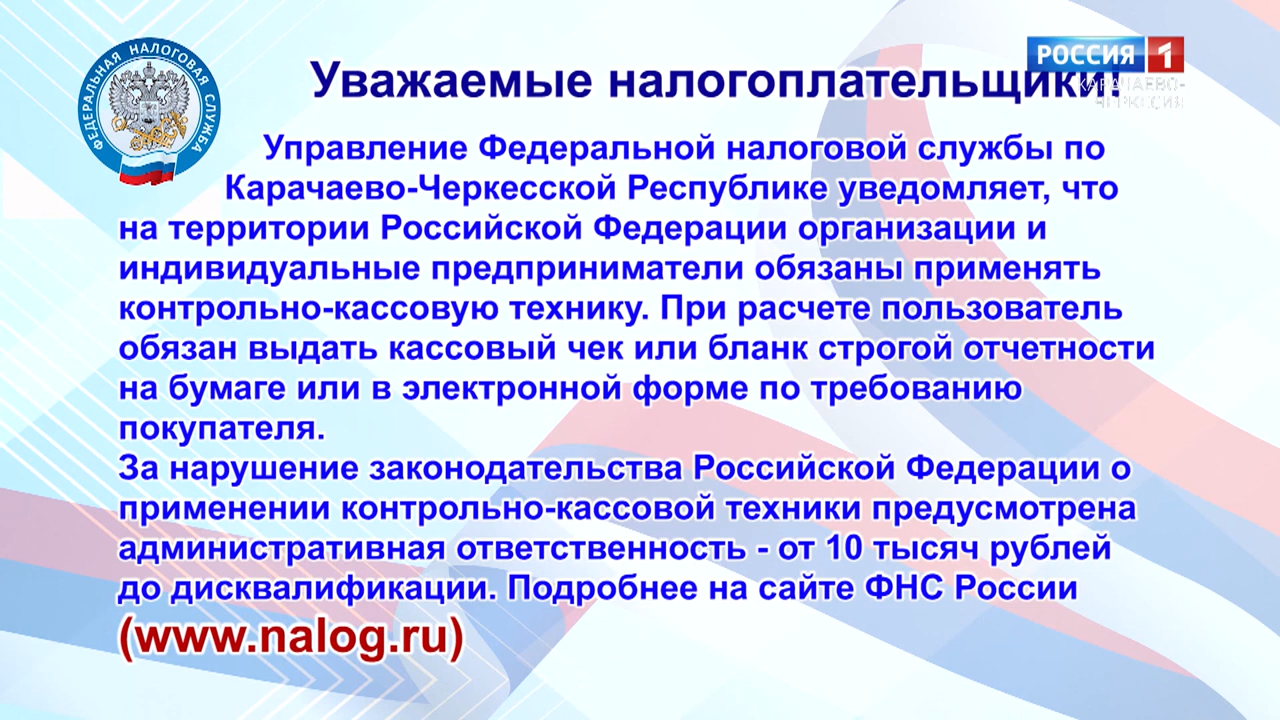 ФЕДЕРАЛЬНАЯ НАЛОГОВАЯ СЛУЖБА
РОССИЯ 1
КАРАЧАЕВО-
ЧЕРКЕСИЯ
Уважаемые налогоплательщики!
Управление Федеральной налоговой службы по
Карачаево-Черкесской Республике уведомляет, что
на территории Российской Федерации организации и
индивидуальные предприниматели обязаны применять
контрольно-кассовую технику. При расчете пользователь
обязан выдать кассовый чек или бланк строгой отчетности
на бумаге или в электронной форме по требованию
покупателя.
За нарушение законодательства Российской Федерации о
применении контрольно-кассовой техники предусмотрена
административная ответственность - от 10 тысяч рублей
до дисквалификации. Подробнее на сайте ФНС России
(www.nalog.ru)